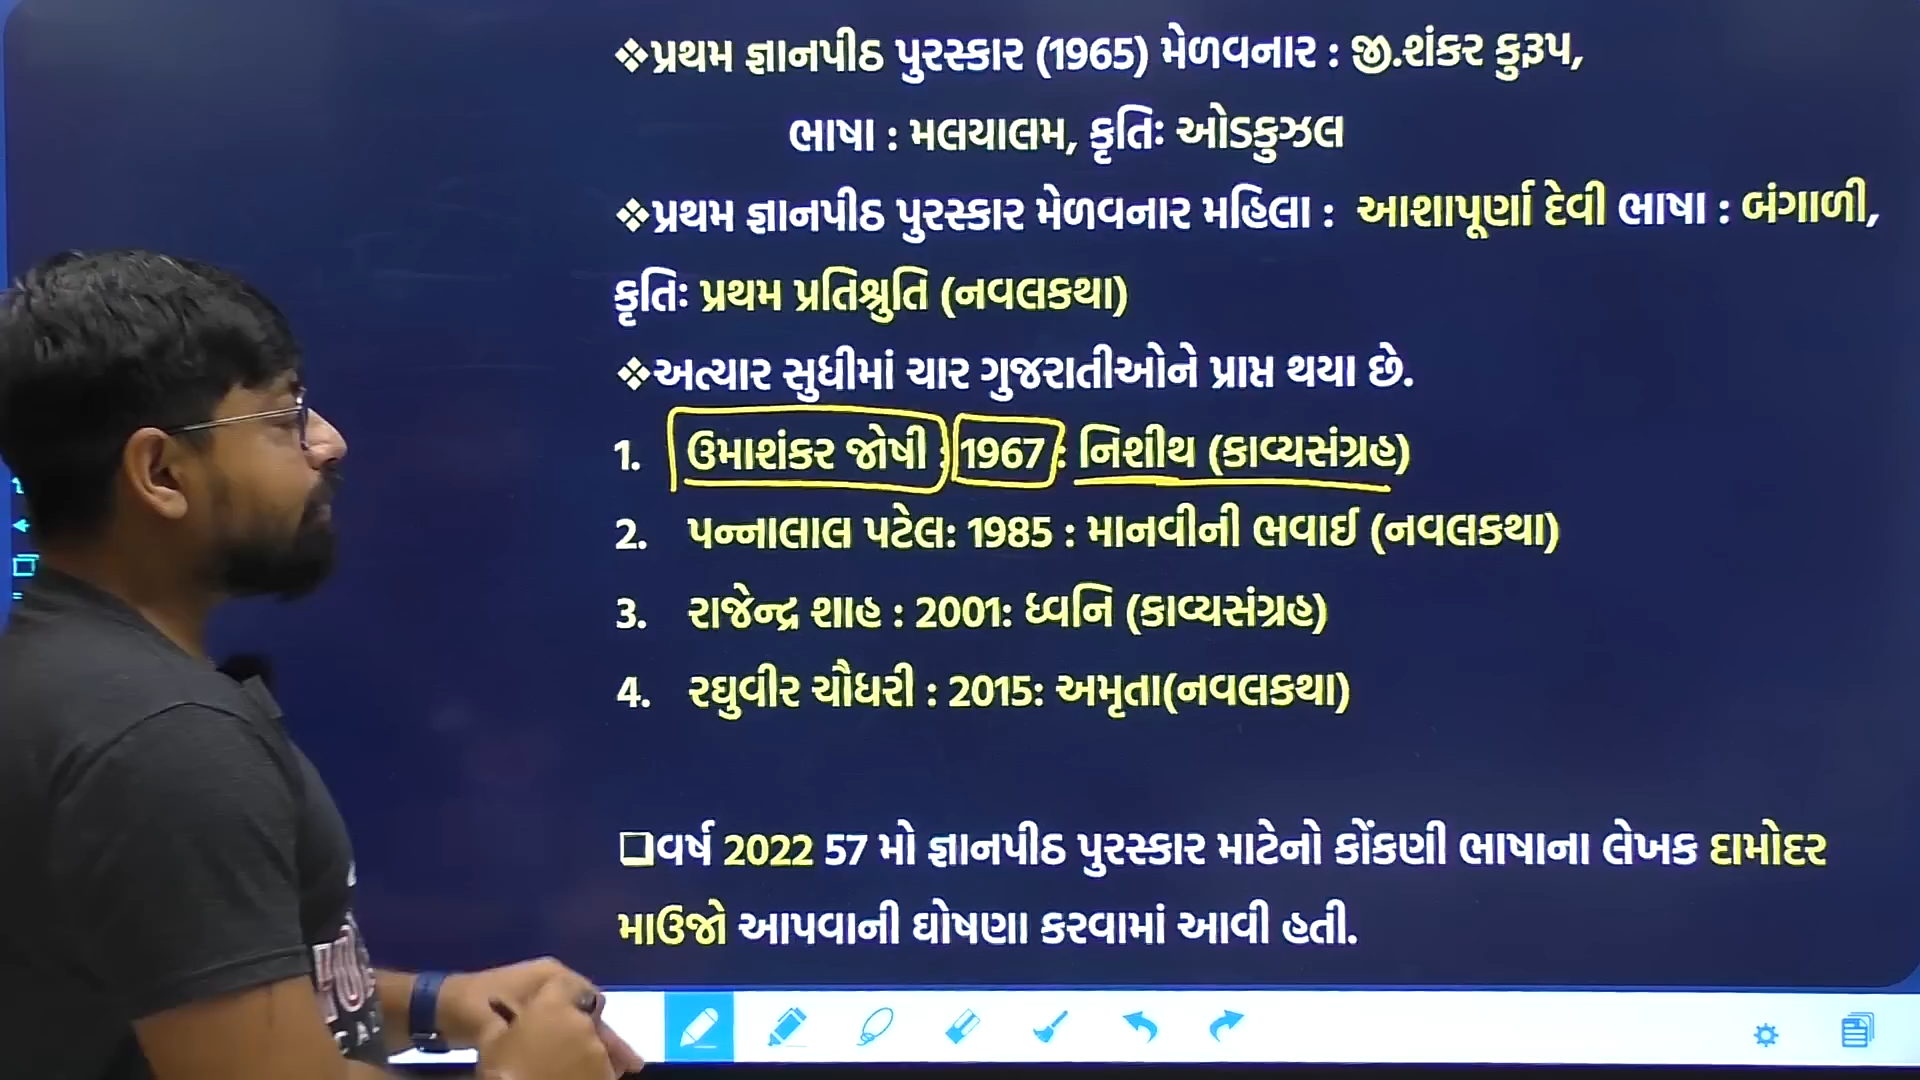 ❖પ્રથમ જ્ઞાનપીઠ પુરસ્કાર (1965) મેળવનાર : જી.શંકર કુરૂપ,
ભાષા : મલયાલમ, કૃતિઃ ઓડકુઝલ
❖પ્રથમ જ્ઞાનપીઠ પુરસ્કાર મેળવનાર મહિલા : આશાપૂર્ણા દેવી ભાષા : બંગાળી,
કૃતિઃ પ્રથમ પ્રતિશ્રુતિ (નવલકથા)
❖અત્યાર સુધીમાં ચાર ગુજરાતીઓને પ્રાપ્ત થયા છે.
1. ઉમાશંકર જોષી : 1967 : નિશીથ (કાવ્યસંગ્રહ)
2. પન્નાલાલ પટેલ: 1985 : માનવીની ભવાઈ (નવલકથા)
3. રાજેન્દ્ર શાહ : 2001: ધ્વનિ (કાવ્યસંગ્રહ)
4. રઘુવીર ચૌધરી : 2015: અમૃતા(નવલકથા)
❑વર્ષ 2022 57 મો જ્ઞાનપીઠ પુરસ્કાર માટેનો કોંકણી ભાષાના લેખક દામોદર
માઉજો આપવાની ઘોષણા કરવામાં આવી હતી.